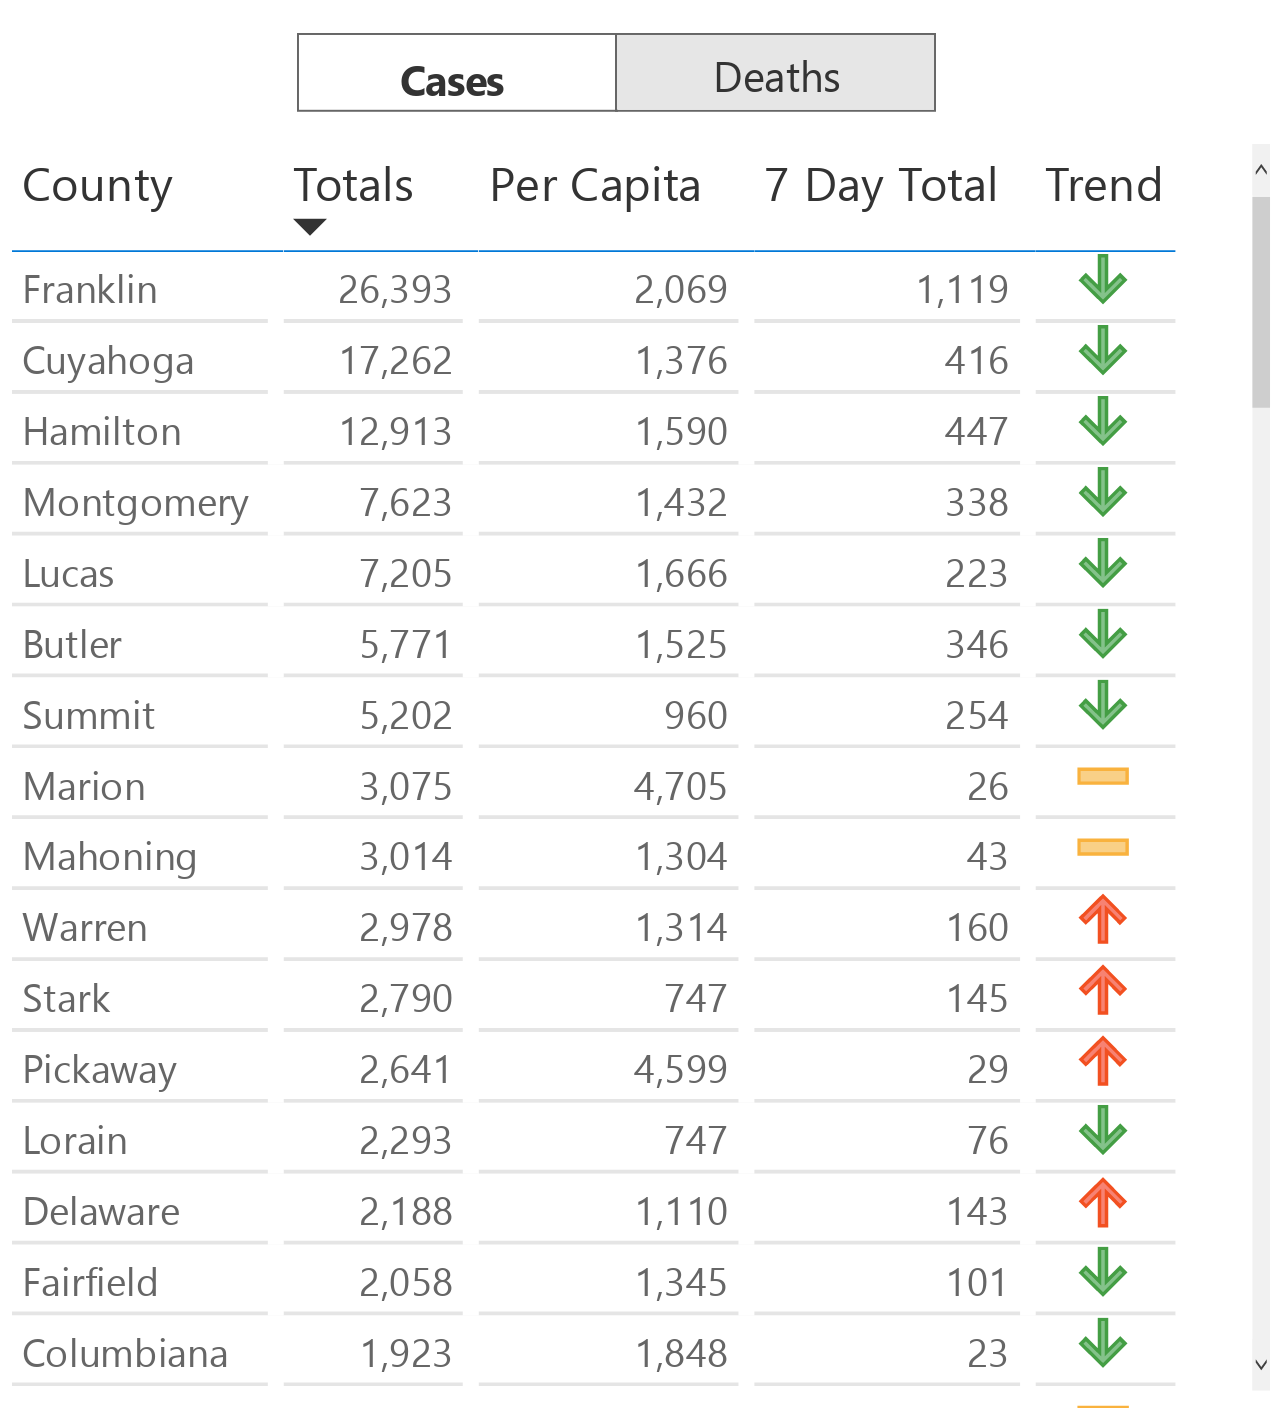 Cases Deaths
County Totals Per Capita 7 Day Total Trend
Franklin 26,393 2,069 1,119
Cuyahoga 17,262 1,376 416
Hamilton 12,913 1,590 447
Montgomery 7,623 1,432 338
Lucas 7,205 1,666 223
Butler 5,771 1,525 346
Summit 5,202 960 254
Marion 3,075 4,705 26
Mahoning 3,014 1,304 43
Warren 2,978 1,314 160
Stark 2,790 747 145
Pickaway 2,641 4,599 29
Lorain 2,293 747 76
Delaware 2,188 1,110 143
Fairfield 2,058 1,345 101
Columbiana 1,923 1,848 23